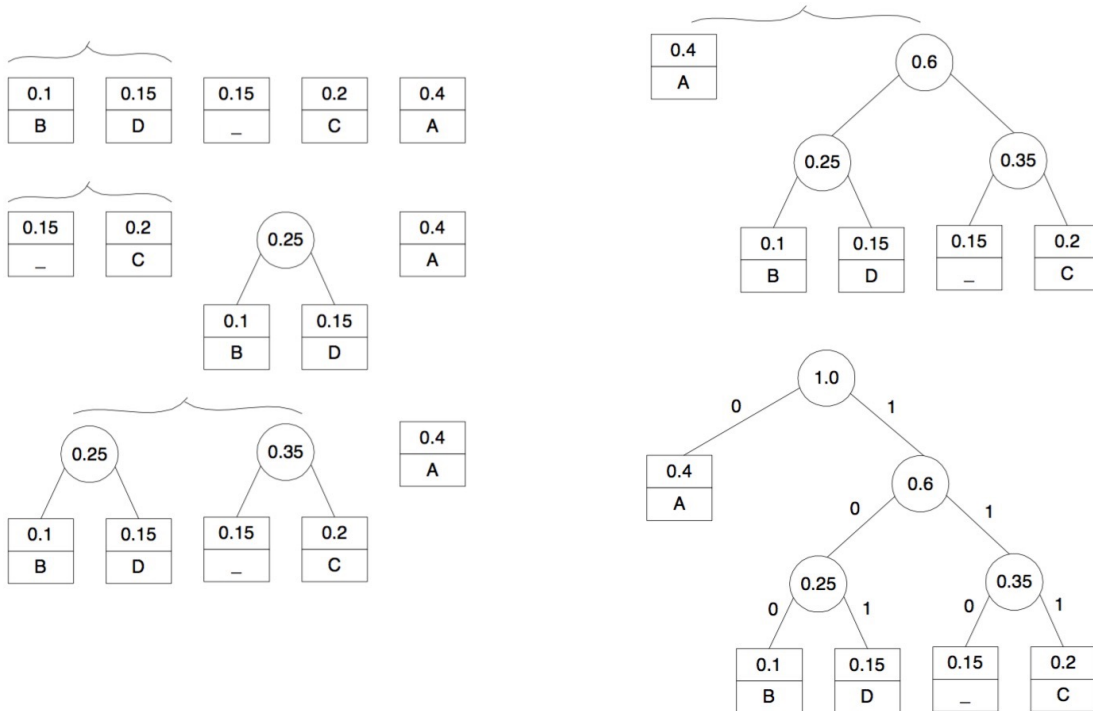 0.1 0.15 0.15 0.2 0.4
B D _ C A
0.15 0.2 0.25 0.4
_ C A
0.1 0.15
B D
0.25 0.35 0.4
A
0.1 0.15 0.15 0.2
B D _ C
0.4 0.6
A
0.25 0.35
0.1 0.15 0.15 0.2
B D _ C
1.0
0 1
0.4 0.6
A
0 1
0.25 0.35
0 1 0 1
0.1 0.15 0.15 0.2
B D _ C